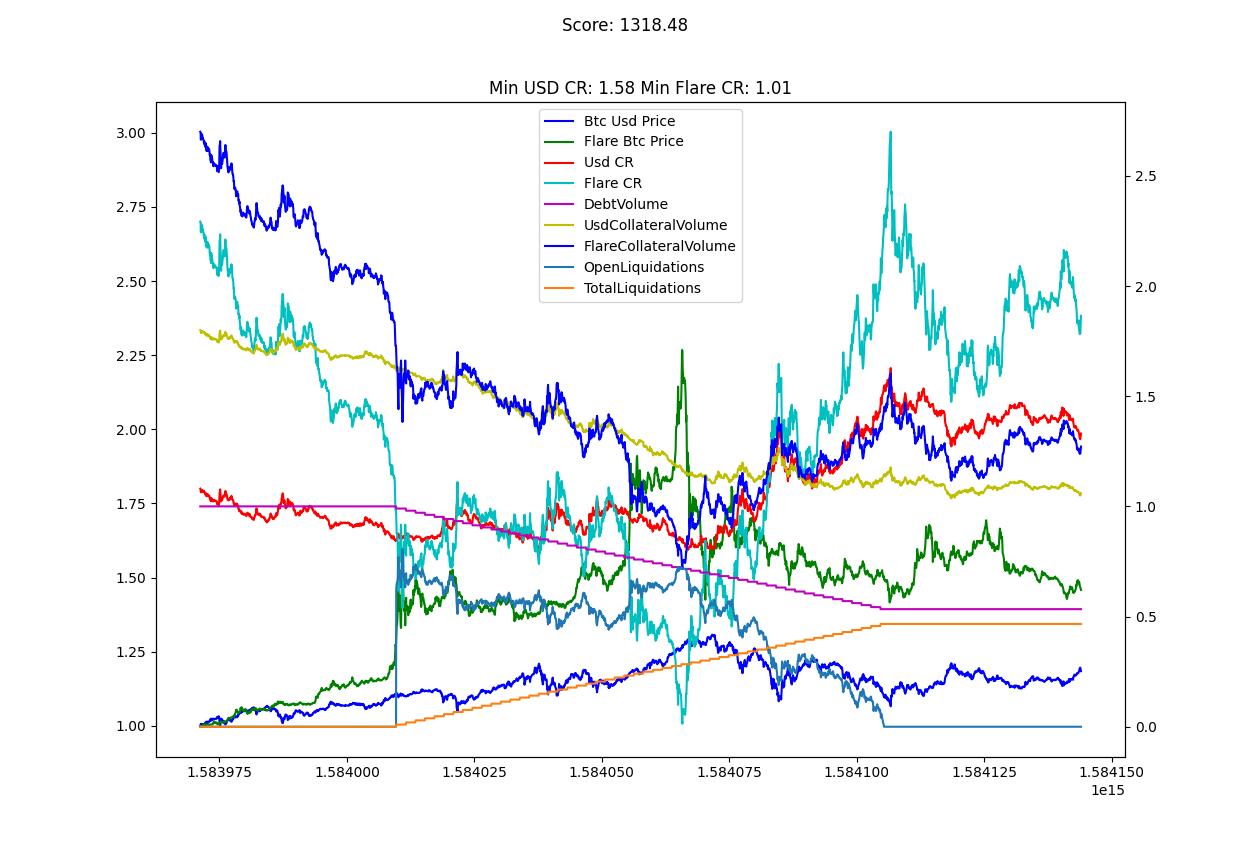 Score: 1318.48
Min USD CR: 1.58 Min Flare CR: 1.01
Btc Usd Price
Flare Btc Price
Usd CR
Flare CR
DebtVolume
UsdCollateralVolume
FlareCollateralVolume
OpenLiquidations
TotalLiquidations
3.00
2.75
2.50
2.25
2.00
1.75
1.50
1.25
1.00
2.5
2.0
1.5
1.0
0.5
0.0
1.583975 1.584000 1.584025 1.584050 1.584075 1.584100 1.584125 1.584150
1e15